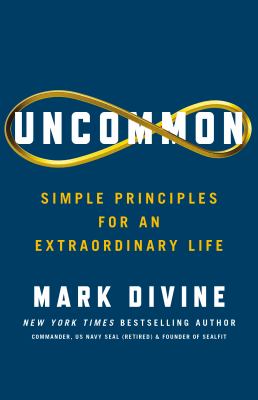 UNCOMMON
SIMPLE PRINCIPLES
FOR AN
EXTRAORDINARY LIFE
MARK DIVINE
NEW YORK TIMES BESTSELLING AUTHOR
COMMANDER, US NAVY SEAL (RETIRED) & FOUNDER OF SEALFIT